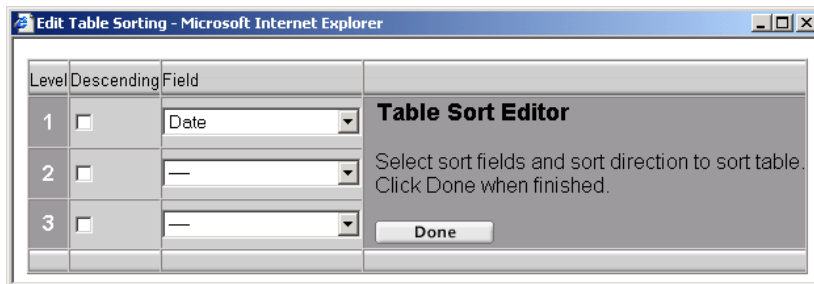 Edit Table Sorting - Microsoft Internet Explorer
Level Descending Field
1 Date
2 —
3 —
Table Sort Editor
Select sort fields and sort direction to sort table.
Click Done when finished.
Done